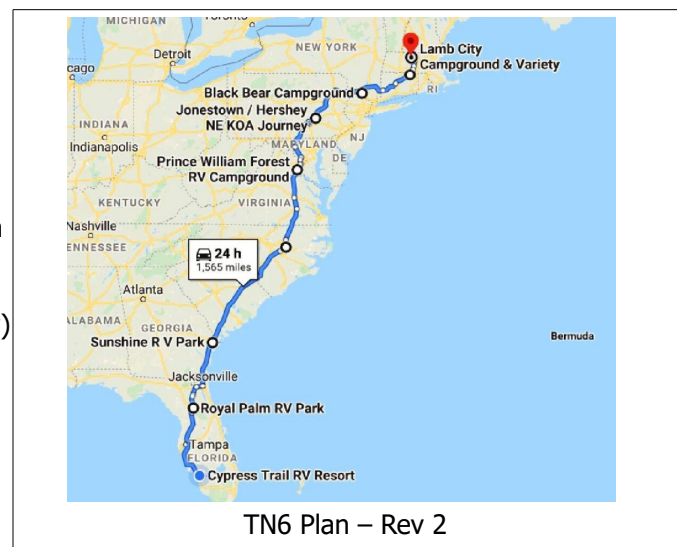 MICHIGAN
Toronto
Detroit
NEW YORK
Lamb City
Campground & Variety
cago
RI
Black Bear Campground
Jonestown / Hershey
NE KOA Journey
INDIANA
Indianapolis
NJ
MARYLAND
DE
Prince William Forest
RV Campground
KENTUCKY
VIRGINIA
Nashville
ENNESSEE
24 h
1,565 miles
Atlanta
ALABAMA
GEORGIA
)
Sunshine R V Park
Bermuda
Jacksonville
Royal Palm RV Park
Tampa
FLORIDA
Cypress Trail RV Resort
TN6 Plan – Rev 2